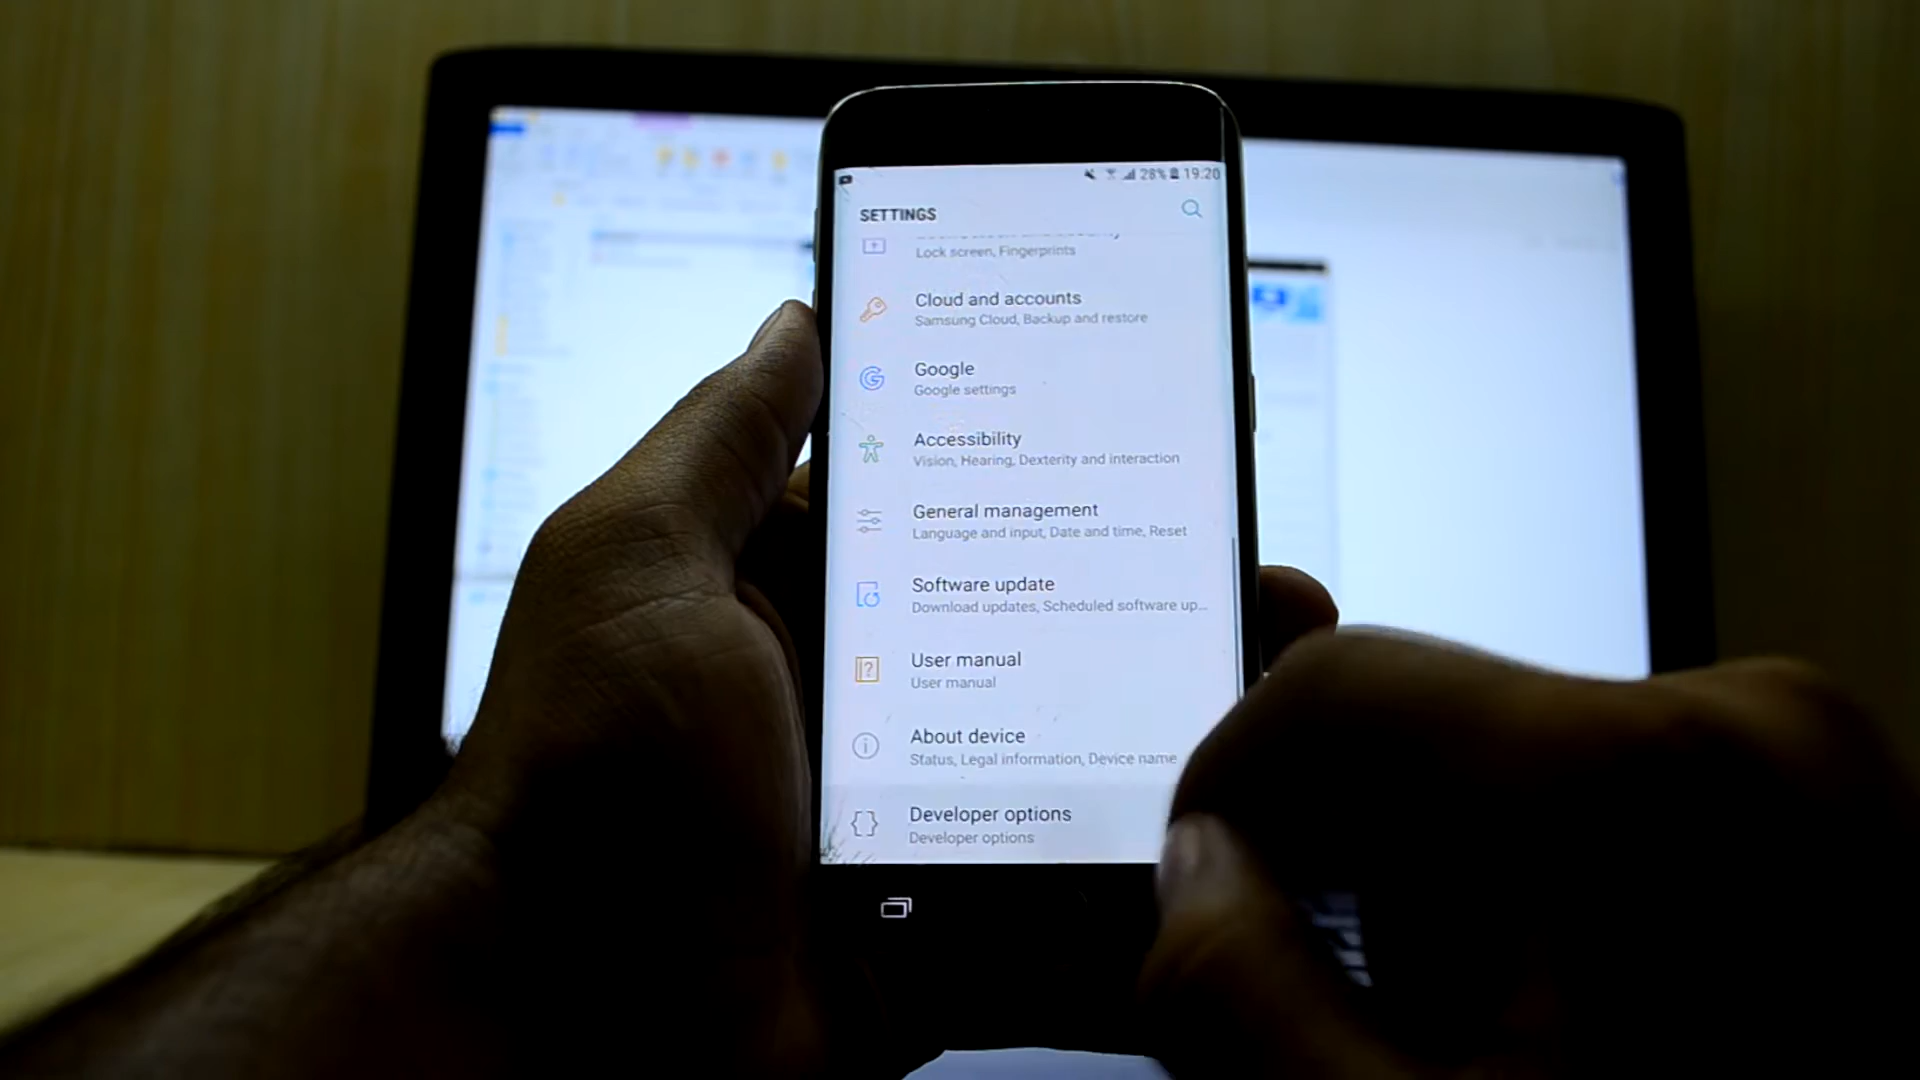 28% 19.20
SETTINGS
Lock screen, Fingerprints
Cloud and accounts
Samsung Cloud, Backup and restore
Google
Google settings
Accessibility
Vision, Hearing, Dexterity and interaction
General management
Language and input, Date and time, Reset
Software update
Download updates, Scheduled software up...
User manual
User manual
About device
Status, Legal information, Device name
Developer options
Developer options